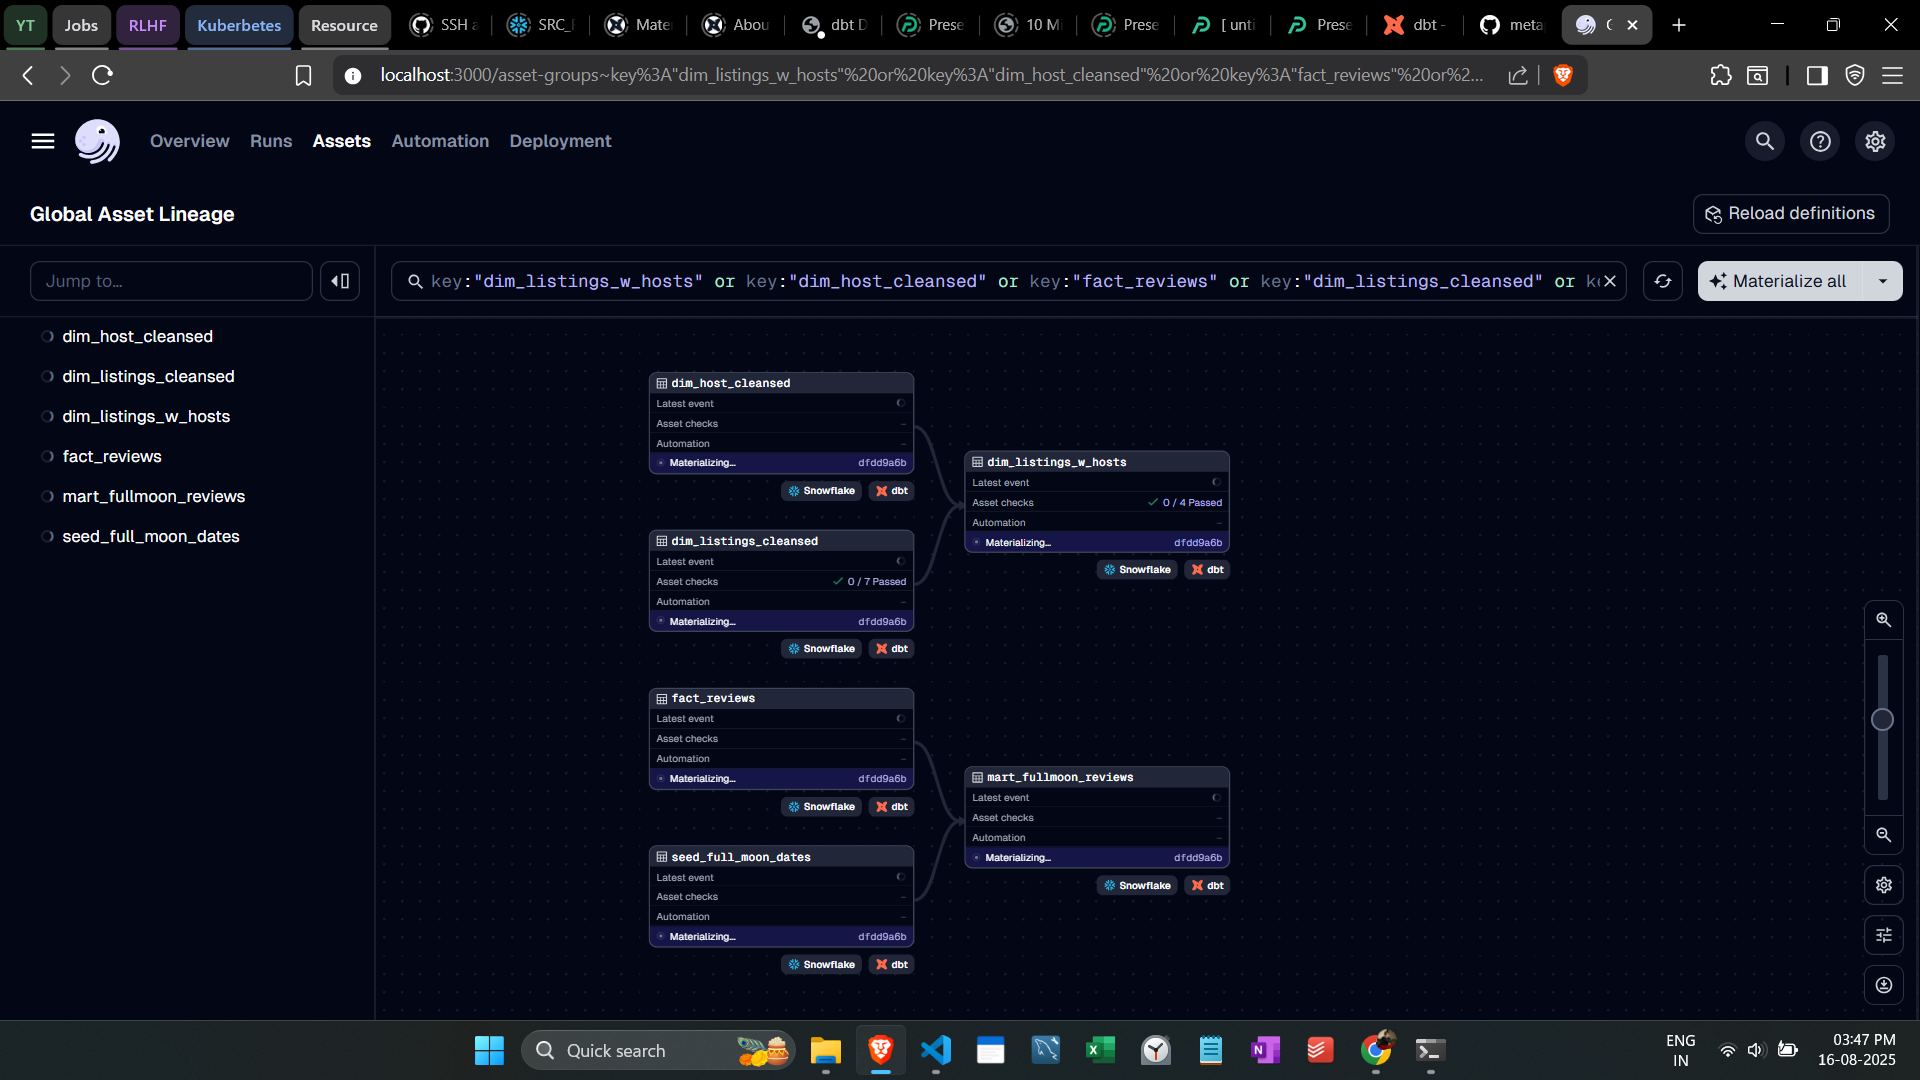 YT
Jobs
RLHF
Kuberbetes
Resource
SSH a
SRC_
Mate
Abou
dbt D
Prese
10 Mi
Prese
[ unti
Prese
dbt -
meta
localhost:3000/asset-groups~key%3A"dim_listings_w_hosts"%20or%20key%3A"dim_host_cleansed"%20or%20key%3A"fact_reviews"%20or%2...
Overview
Runs
Assets
Automation
Deployment
Global Asset Lineage
Reload definitions
Jump to…
key:"dim_listings_w_hosts" or key:"dim_host_cleansed" or key:"fact_reviews" or key:"dim_listings_cleansed" or
Materialize all
dim_host_cleansed
dim_listings_cleansed
dim_listings_w_hosts
fact_reviews
mart_fullmoon_reviews
seed_full_moon_dates
dim_host_cleansed
Latest event
Asset checks –
Automation –
Materializing... dfdd9a6b
Snowflake dbt
dim_listings_cleansed
Latest event
Asset checks 0 / 7 Passed
Automation –
Materializing... dfdd9a6b
Snowflake dbt
fact_reviews
Latest event
Asset checks –
Automation –
Materializing... dfdd9a6b
Snowflake dbt
seed_full_moon_dates
Latest event
Asset checks –
Automation –
Materializing... dfdd9a6b
Snowflake dbt
dim_listings_w_hosts
Latest event
Asset checks 0 / 4 Passed
Automation –
Materializing... dfdd9a6b
Snowflake dbt
mart_fullmoon_reviews
Latest event
Asset checks –
Automation –
Materializing... dfdd9a6b
Snowflake dbt
Quick search
ENG
IN
03:47 PM
16-08-2025